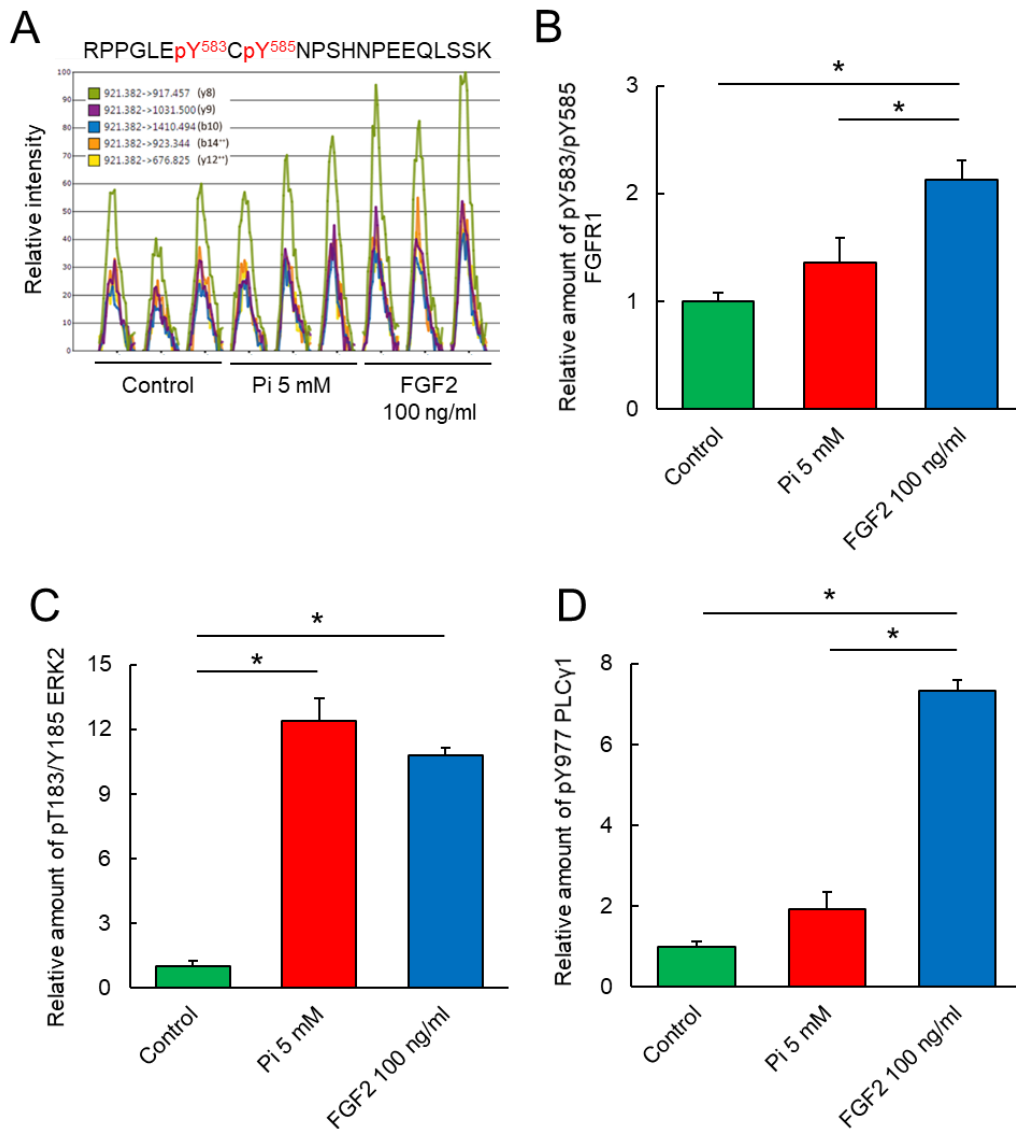 A
RPPGLEpY⁵⁸³CpY⁵⁸⁵NPSHNPEEQLSSK
Relative intensity
100
90
80
70
60
50
40
30
20
10
0
921.382->917.457 (y8)
921.382->1031.500 (y9)
921.382->1410.494 (b10)
921.382->923.344 (b14⁺⁺)
921.382->676.825 (y12⁺⁺)
Control
Pi 5 mM
FGF2
100 ng/ml
B
Relative amount of pY583/pY585
FGFR1
3
2
1
0
*
*
Control
Pi 5 mM
FGF2 100 ng/ml
C
Relative amount of pT183/Y185 ERK2
15
12
9
6
3
0
*
*
Control
Pi 5 mM
FGF2 100 ng/ml
D
Relative amount of pY977 PLCγ1
8
6
4
2
0
*
*
Control
Pi 5 mM
FGF2 100 ng/ml